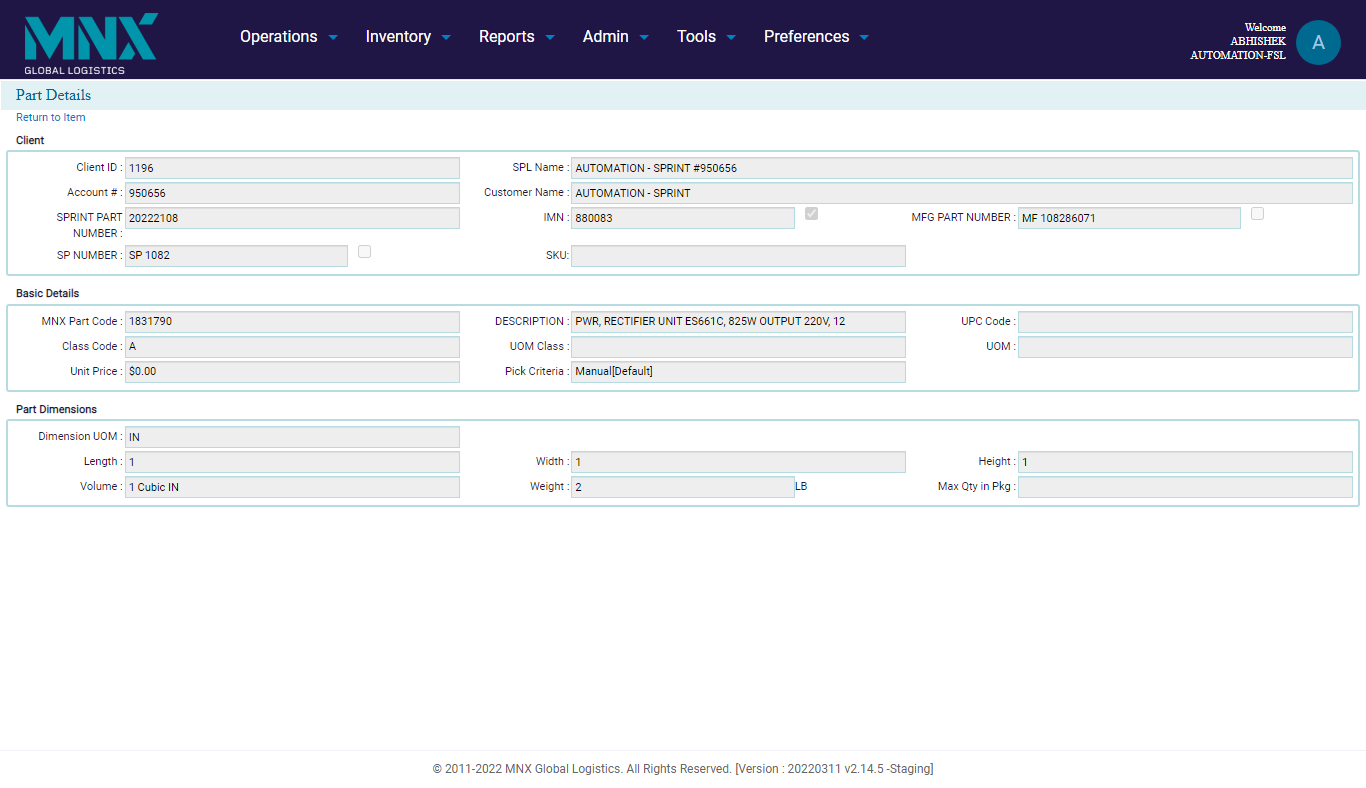 MNX
GLOBAL LOGISTICS
Operations Inventory Reports Admin Tools Preferences
Welcome
ABHISHEK
AUTOMATION-FSL
A
Part Details
Return to Item
Client
Client ID : 1196 SPL Name : AUTOMATION - SPRINT #950656
Account # : 950656 Customer Name : AUTOMATION - SPRINT
SPRINT PART NUMBER : 20222108 IMN : 880083 MFG PART NUMBER : MF 108286071
SP NUMBER : SP 1082 SKU:
Basic Details
MNX Part Code : 1831790 DESCRIPTION : PWR, RECTIFIER UNIT ES661C, 825W OUTPUT 220V, 12 UPC Code :
Class Code : A UOM Class : UOM :
Unit Price : $0.00 Pick Criteria : Manual[Default]
Part Dimensions
Dimension UOM : IN
Length : 1 Width : 1 Height : 1
Volume : 1 Cubic IN Weight : 2 LB Max Qty in Pkg :
© 2011-2022 MNX Global Logistics. All Rights Reserved. [Version : 20220311 v2.14.5 -Staging]